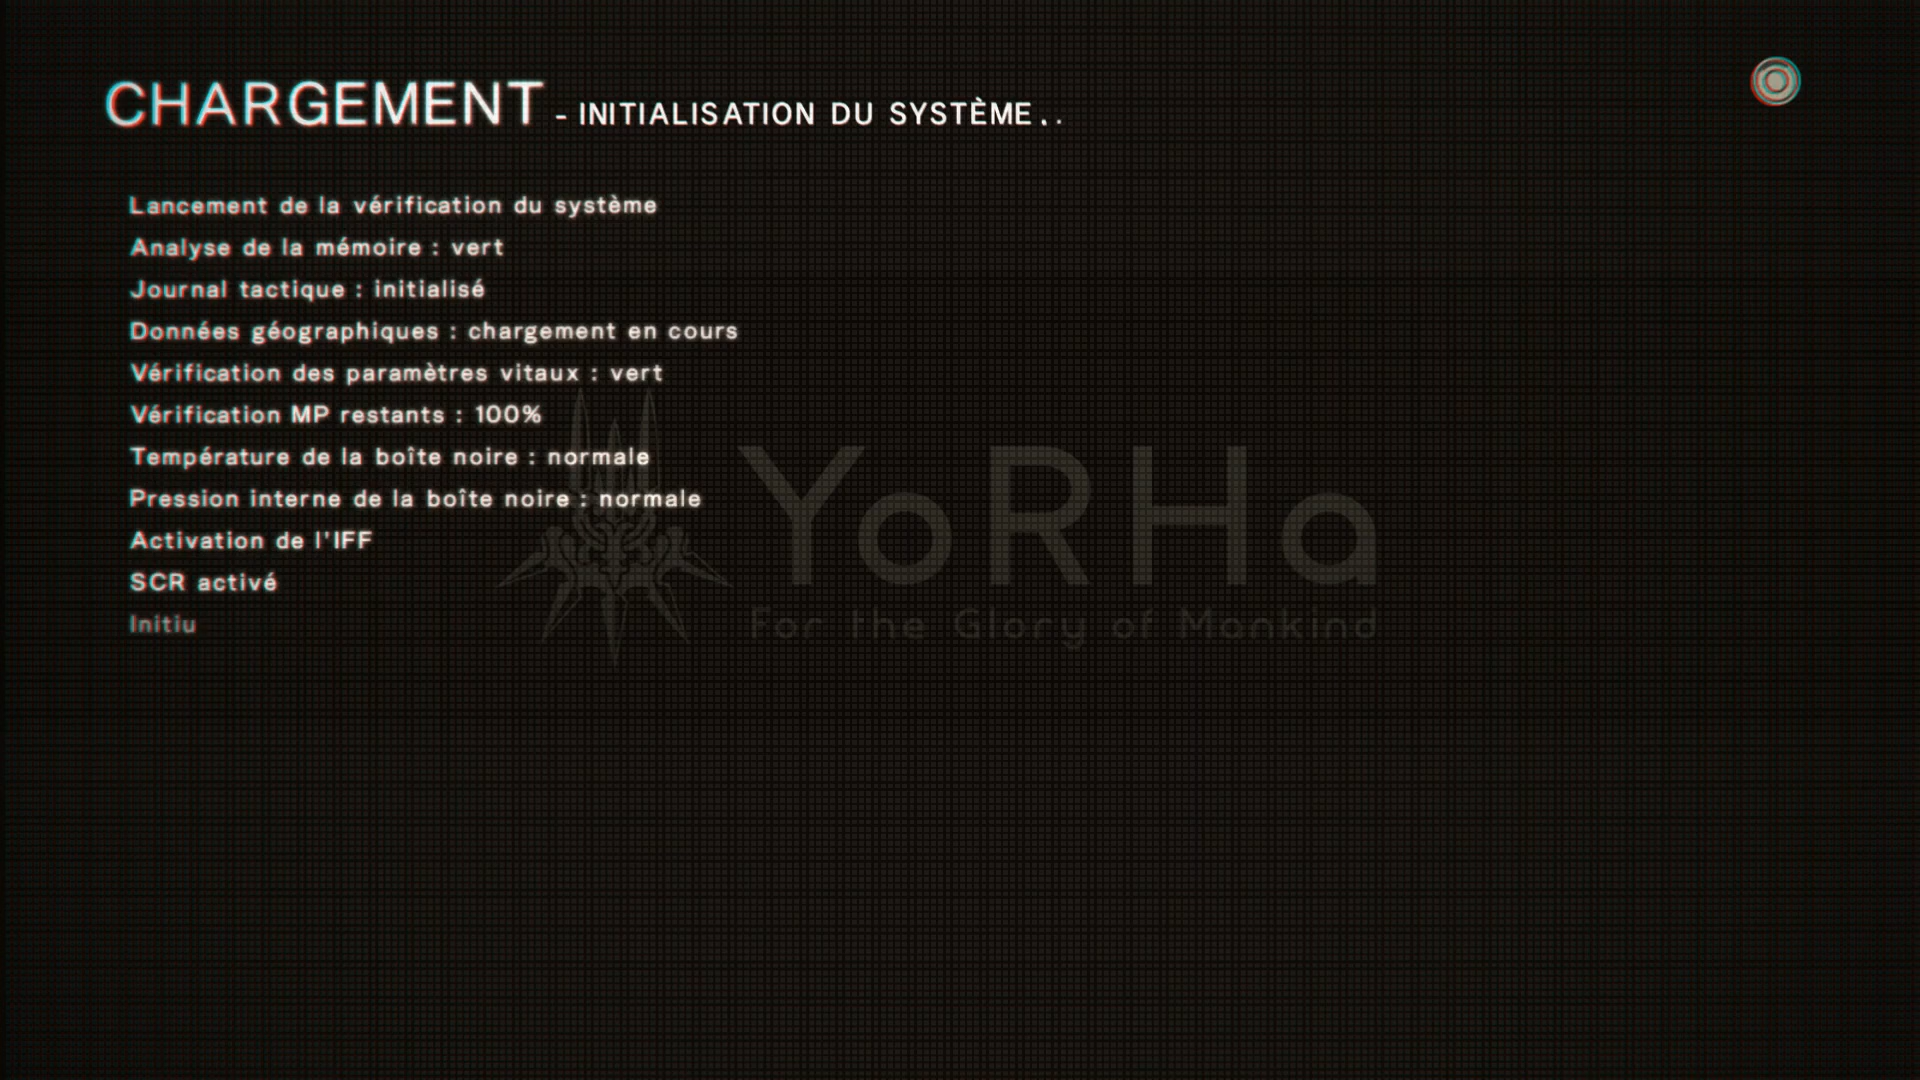 CHARGEMENT - INITIALISATION DU SYSTÈME..
Lancement de la vérification du système
Analyse de la mémoire : vert
Journal tactique : initialisé
Données géographiques : chargement en cours
Vérification des paramètres vitaux : vert
Vérification MP restants : 100%
Température de la boîte noire : normale
Pression interne de la boîte noire : normale
Activation de l'IFF
SCR activé
Initiu
YoRHa
For the Glory of Mankind